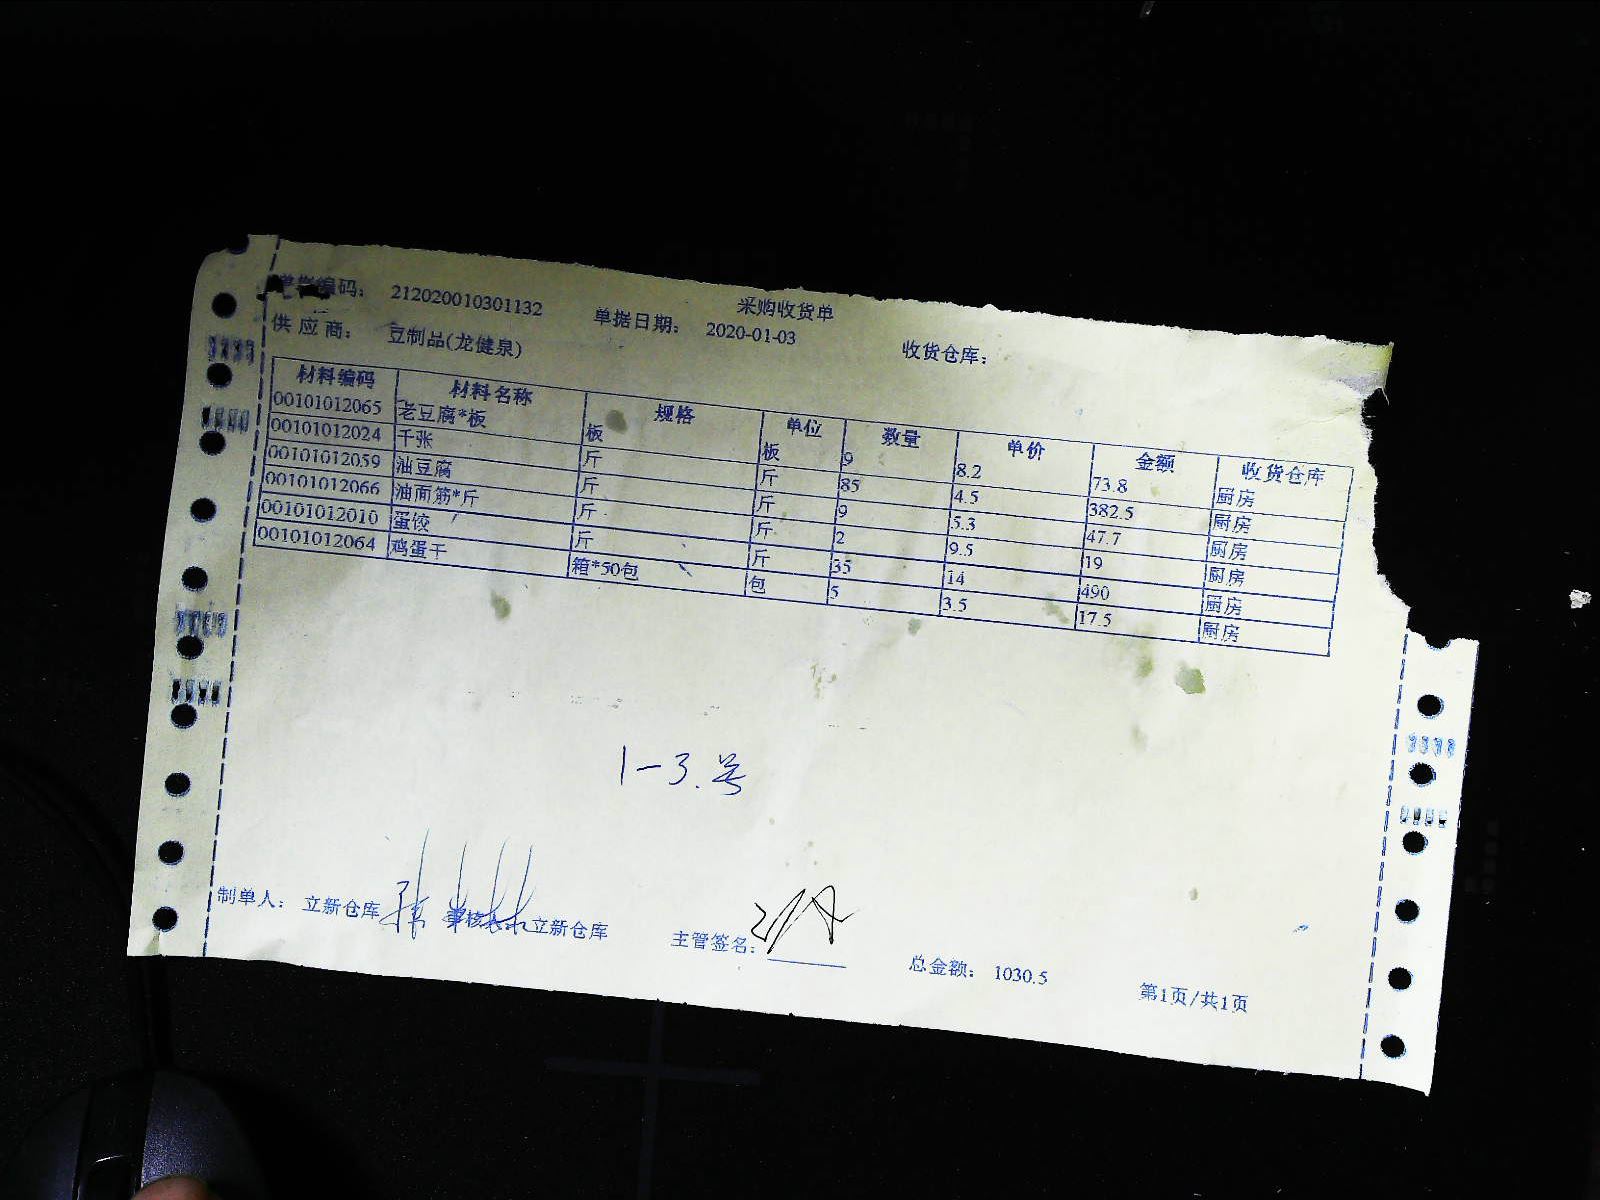 采购收货单
单据编码： 212020010301132 单据日期： 2020-01-03 收货仓库：
供应商： 豆制品(龙健泉)
材料编码 材料名称 规格 单位 数量 单价 金额 收货仓库
00101012065 老豆腐*板 板 板 9 8.2 73.8 厨房
00101012024 千张 斤 斤 85 4.5 382.5 厨房
00101012059 油豆腐 斤 斤 9 5.3 47.7 厨房
00101012066 油面筋*斤 斤 斤 2 9.5 19 厨房
00101012010 蛋饺 斤 斤 35 14 490 厨房
00101012064 鸡蛋干 箱*50包 包 5 3.5 17.5 厨房
1-3.号
制单人： 立新仓库 审核 立新仓库 主管签名： 总金额： 1030.5 第1页/共1页